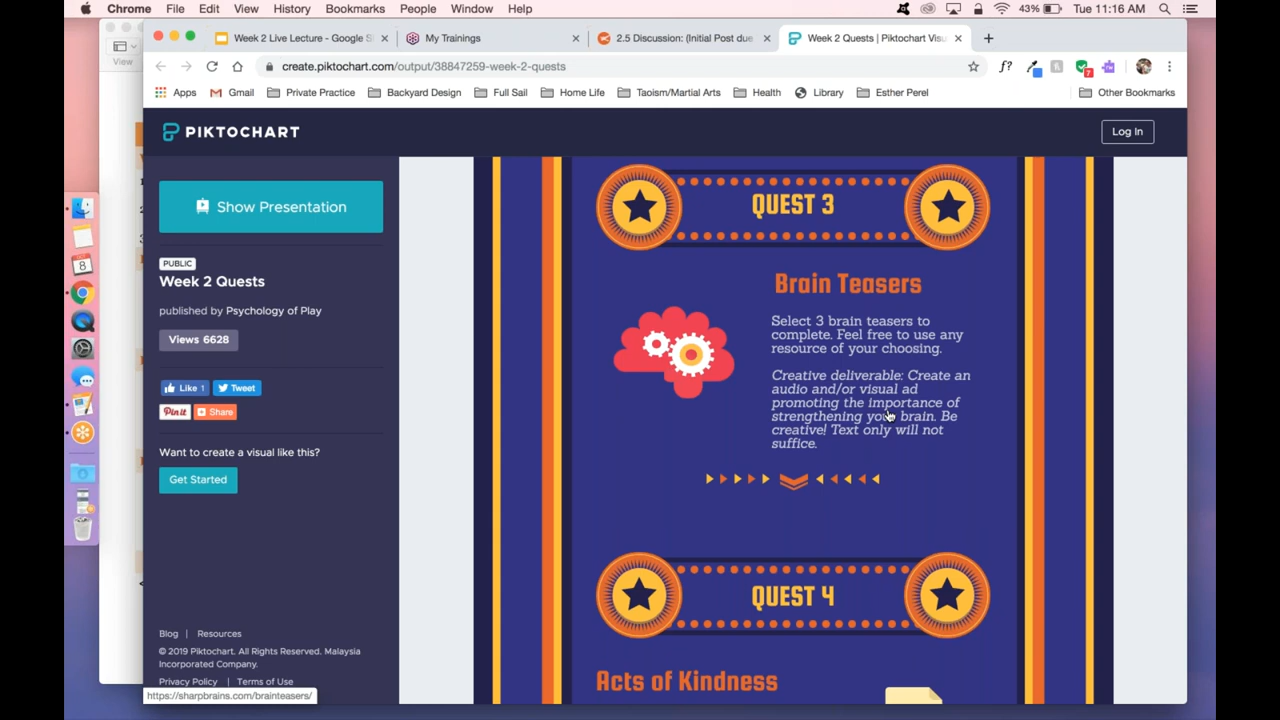 Chrome File Edit View History Bookmarks People Window Help 43% Tue 11:16 AM
Week 2 Live Lecture - Google S
My Trainings
2.5 Discussion: (Initial Post due
Week 2 Quests | Piktochart Visu
View
create.piktochart.com/output/38847259-week-2-quests
f?
7
Apps Gmail Private Practice Backyard Design Full Sail Home Life Taoism/Martial Arts Health Library Esther Perel Other Bookmarks
PIKTOCHART
Log In
Show Presentation
PUBLIC
Week 2 Quests
published by Psychology of Play
Views 6628
Like 1 Tweet
Pin it Share
Want to create a visual like this?
Get Started
Blog | Resources
© 2019 Piktochart. All Rights Reserved. Malaysia
Incorporated Company.
Privacy Policy | Terms of Use
https://sharpbrains.com/brainteasers/
QUEST 3
Brain Teasers
Select 3 brain teasers to
complete. Feel free to use any
resource of your choosing.
Creative deliverable: Create an
audio and/or visual ad
promoting the importance of
strengthening your brain. Be
creative! Text only will not
suffice.
QUEST 4
Acts of Kindness
8